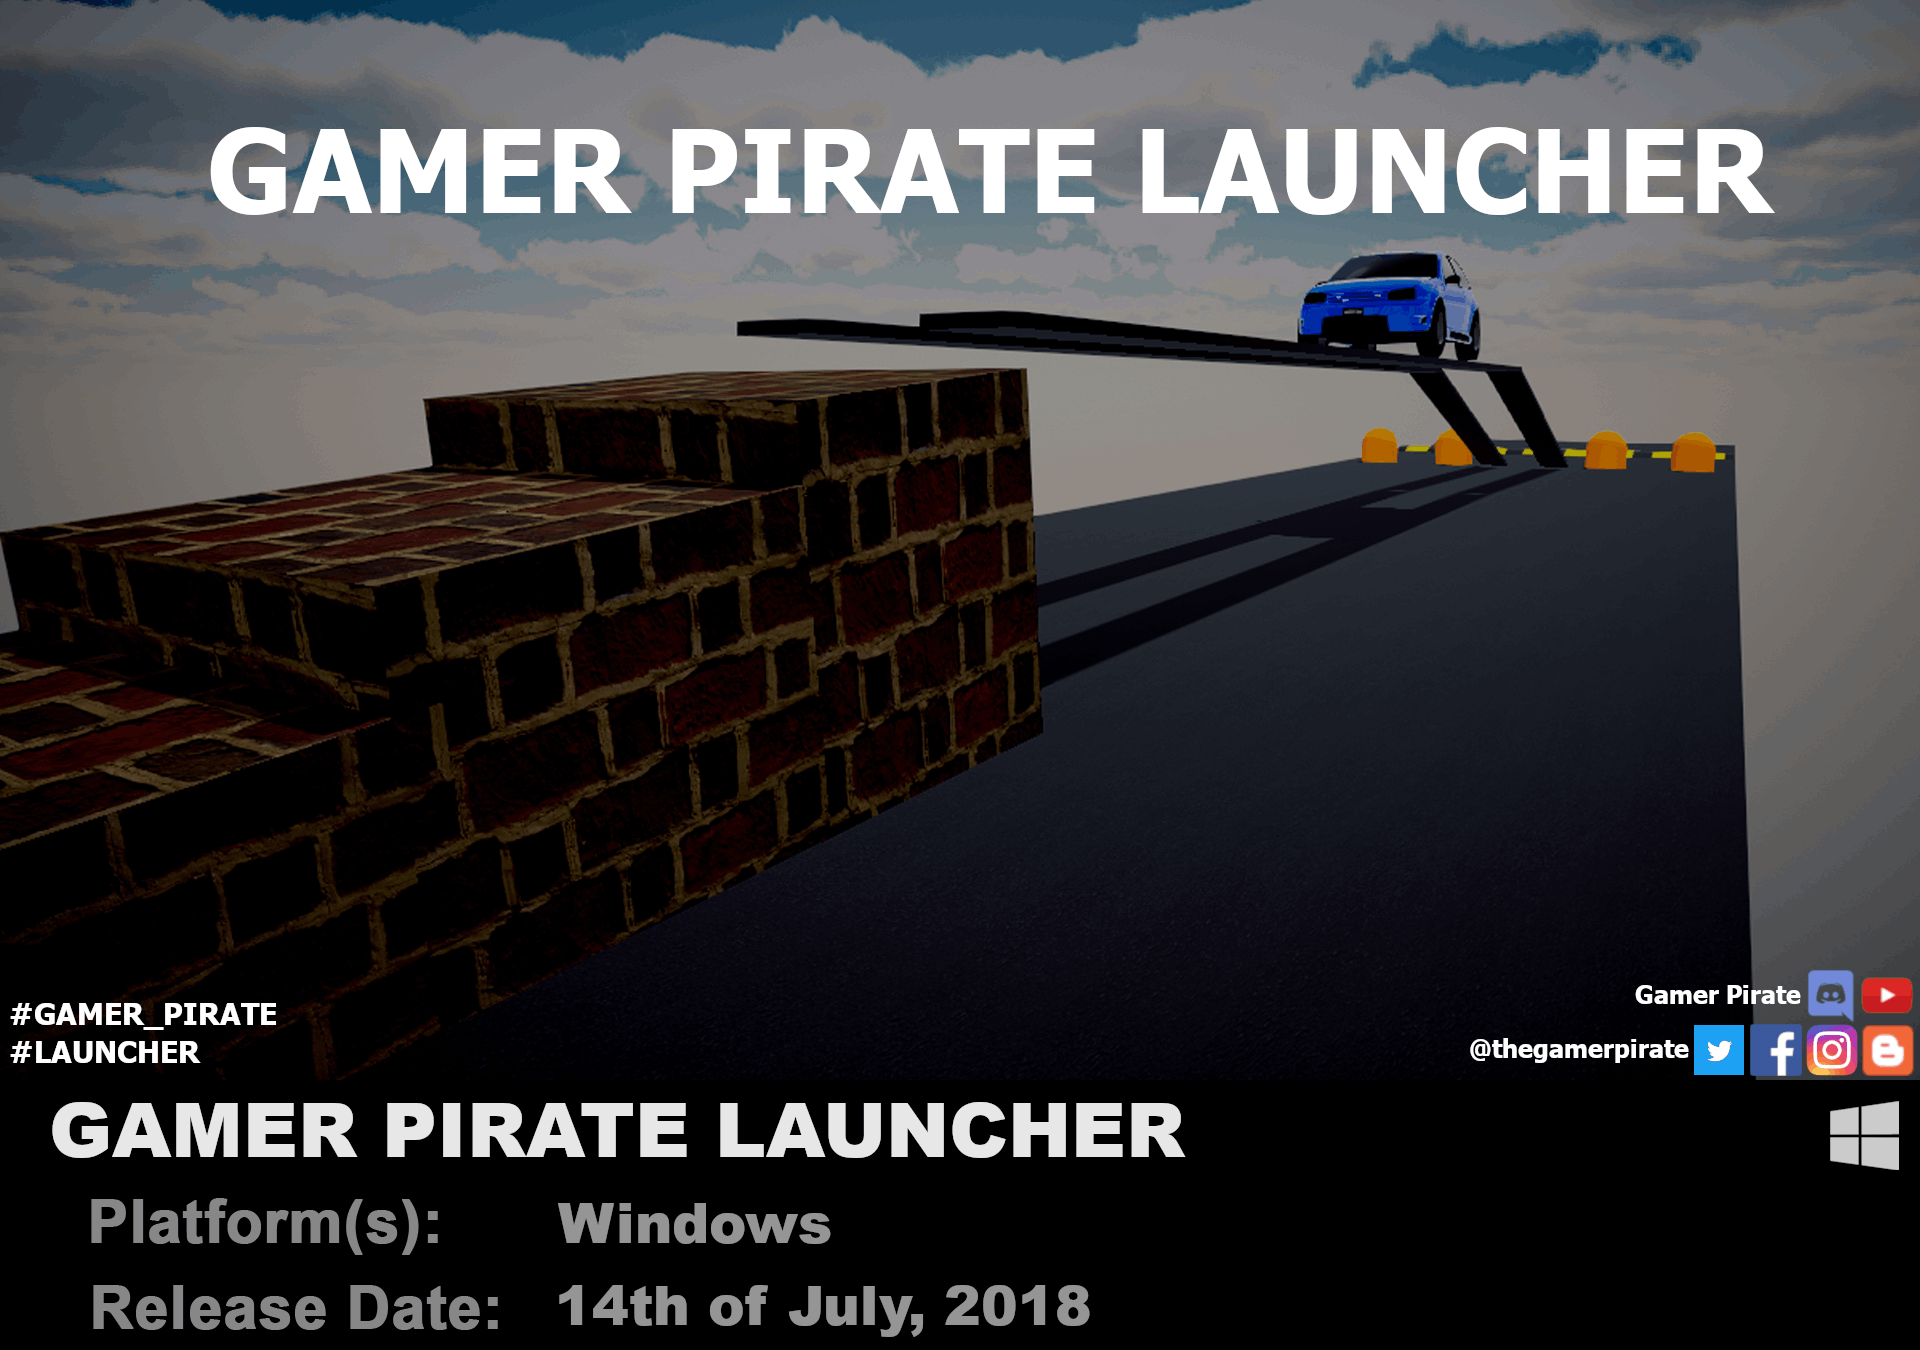 GAMER PIRATE LAUNCHER
#GAMER_PIRATE
#LAUNCHER
Gamer Pirate
@thegamerpirate
GAMER PIRATE LAUNCHER
Platform(s): Windows
Release Date: 14th of July, 2018